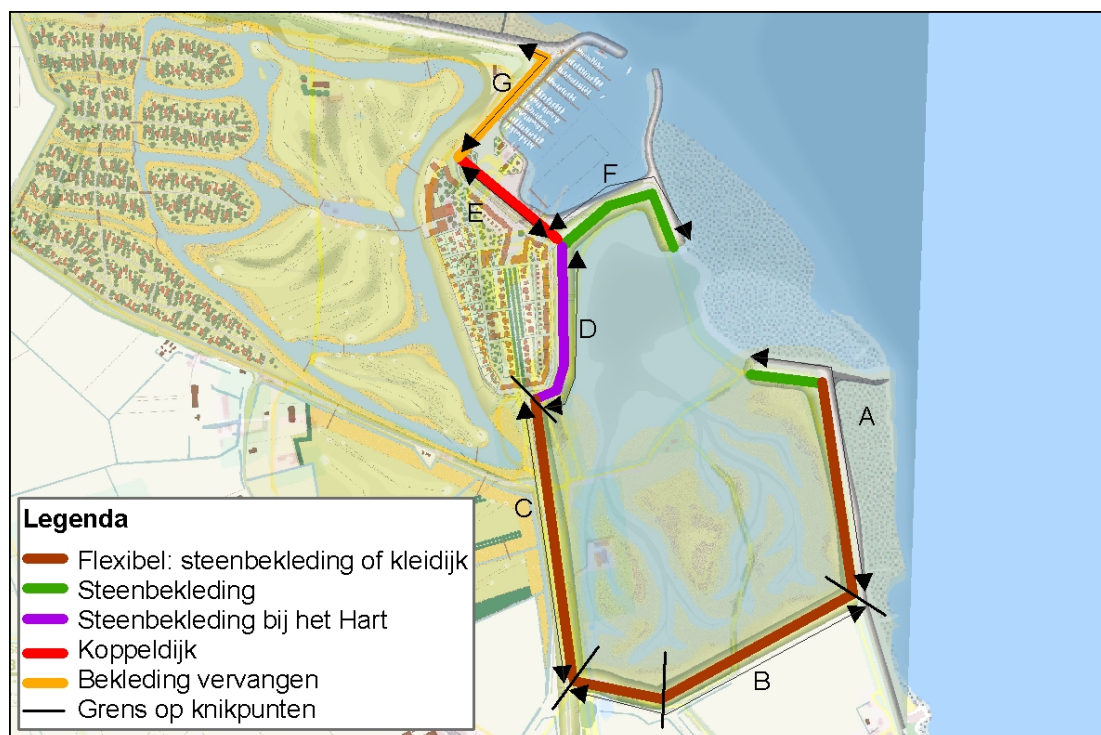 G
F
E
D
A
C
B
Legenda
Flexibel: steenbekleding of kleidijk
Steenbekleding
Steenbekleding bij het Hart
Koppeldijk
Bekleding vervangen
Grens op knikpunten